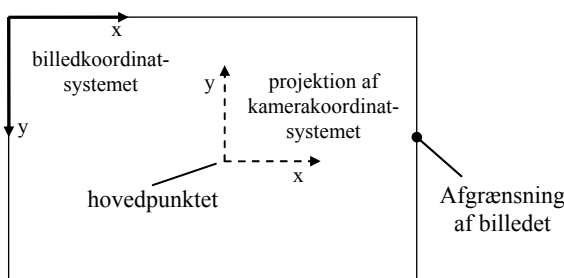 x
billedkoordinat-
systemet
y
projektion af
kamerakoordinat-
systemet
y
x
hovedpunktet
Afgrænsning
af billedet